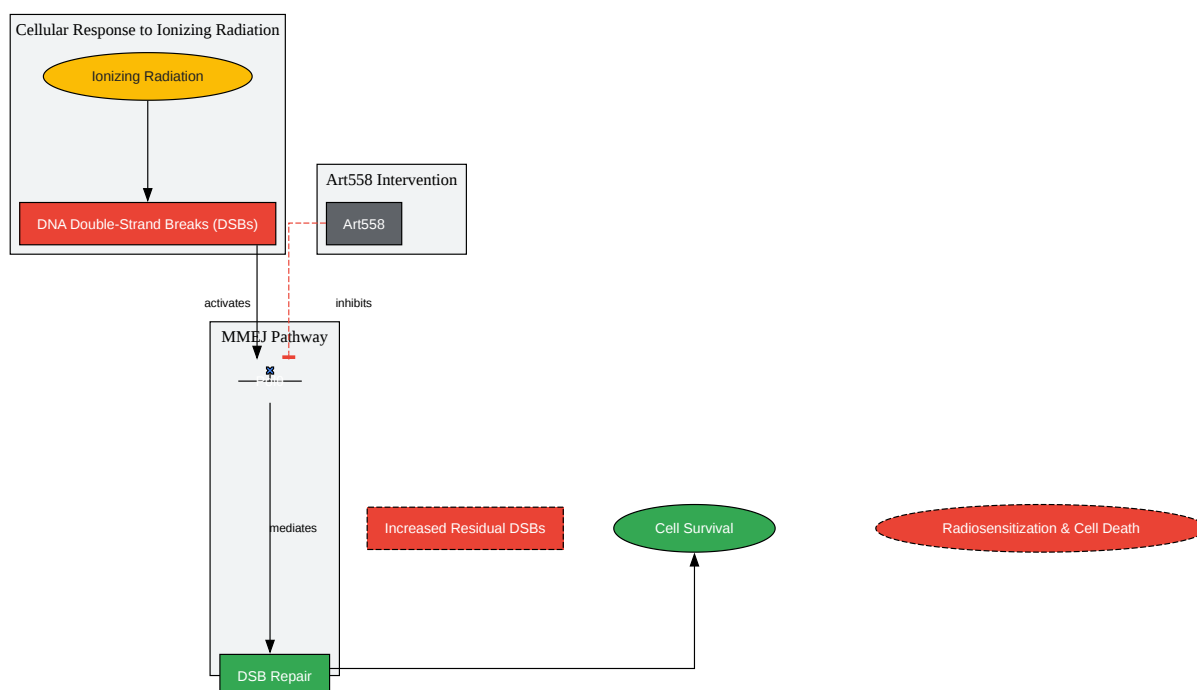 Cellular Response to Ionizing Radiation
Ionizing Radiation
Art558 Intervention
DNA Double-Strand Breaks (DSBs)
Art558
activates
inhibits
MMEJ Pathway
mediates
Increased Residual DSBs
Cell Survival
Radiosensitization & Cell Death
DSB Repair